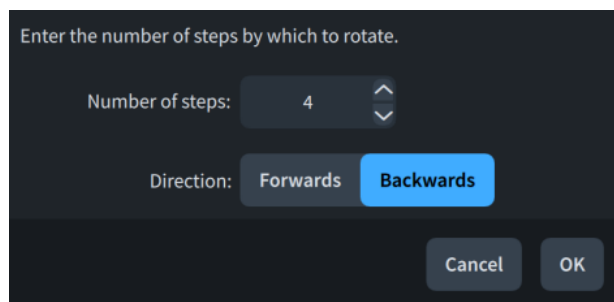 Enter the number of steps by which to rotate.
Number of steps: 4
Direction: Forwards Backwards
Cancel OK